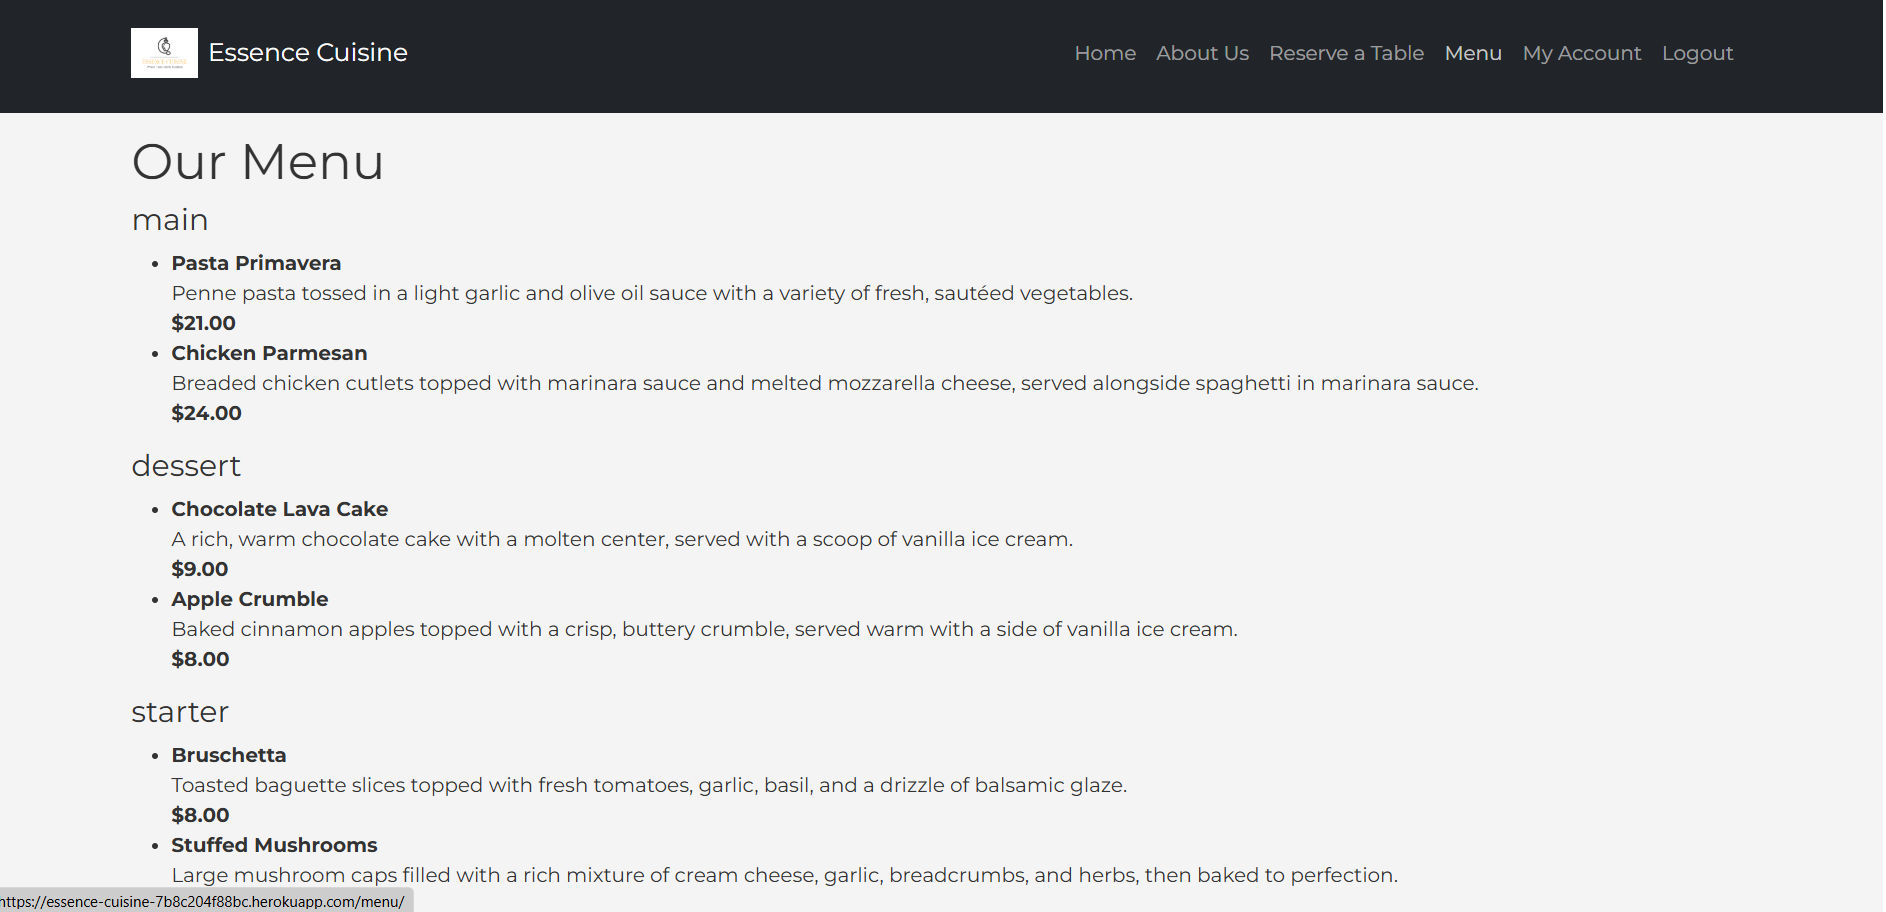 ESSENCE CUISINE
Essence Cuisine
Home About Us Reserve a Table Menu My Account Logout
Our Menu
main
Pasta Primavera
Penne pasta tossed in a light garlic and olive oil sauce with a variety of fresh, sautéed vegetables.
$21.00
Chicken Parmesan
Breaded chicken cutlets topped with marinara sauce and melted mozzarella cheese, served alongside spaghetti in marinara sauce.
$24.00
dessert
Chocolate Lava Cake
A rich, warm chocolate cake with a molten center, served with a scoop of vanilla ice cream.
$9.00
Apple Crumble
Baked cinnamon apples topped with a crisp, buttery crumble, served warm with a side of vanilla ice cream.
$8.00
starter
Bruschetta
Toasted baguette slices topped with fresh tomatoes, garlic, basil, and a drizzle of balsamic glaze.
$8.00
Stuffed Mushrooms
Large mushroom caps filled with a rich mixture of cream cheese, garlic, breadcrumbs, and herbs, then baked to perfection.
https://essence-cuisine-7b8c204f88bc.herokuapp.com/menu/